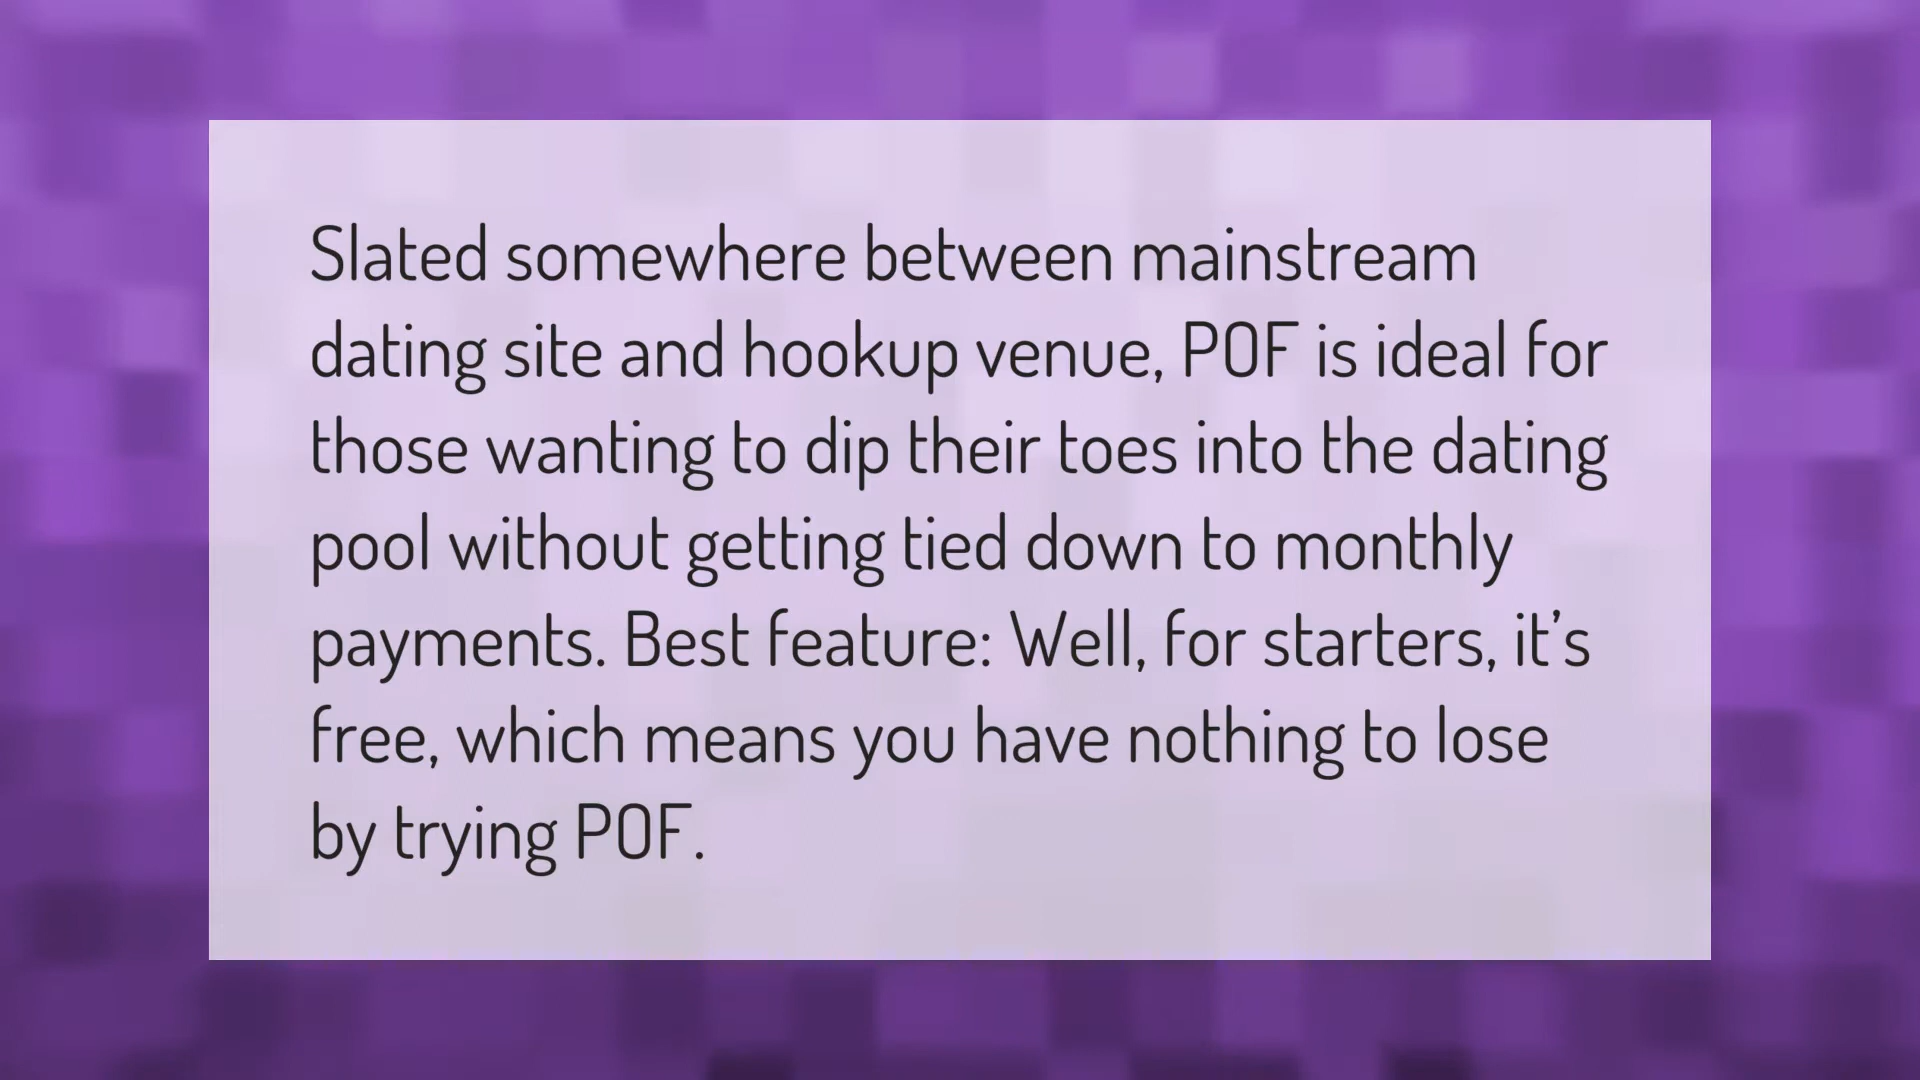 Slated somewhere between mainstream
dating site and hookup venue, POF is ideal for
those wanting to dip their toes into the dating
pool without getting tied down to monthly
payments. Best feature: Well, for starters, it’s
free, which means you have nothing to lose
by trying POF.